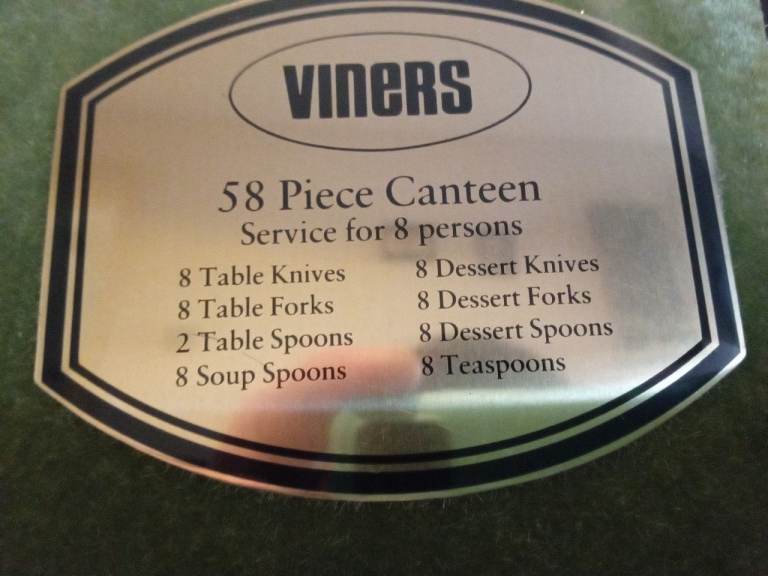 VINERS
58 Piece Canteen
Service for 8 persons
8 Table Knives
8 Table Forks
2 Table Spoons
8 Soup Spoons
8 Dessert Knives
8 Dessert Forks
8 Dessert Spoons
8 Teaspoons